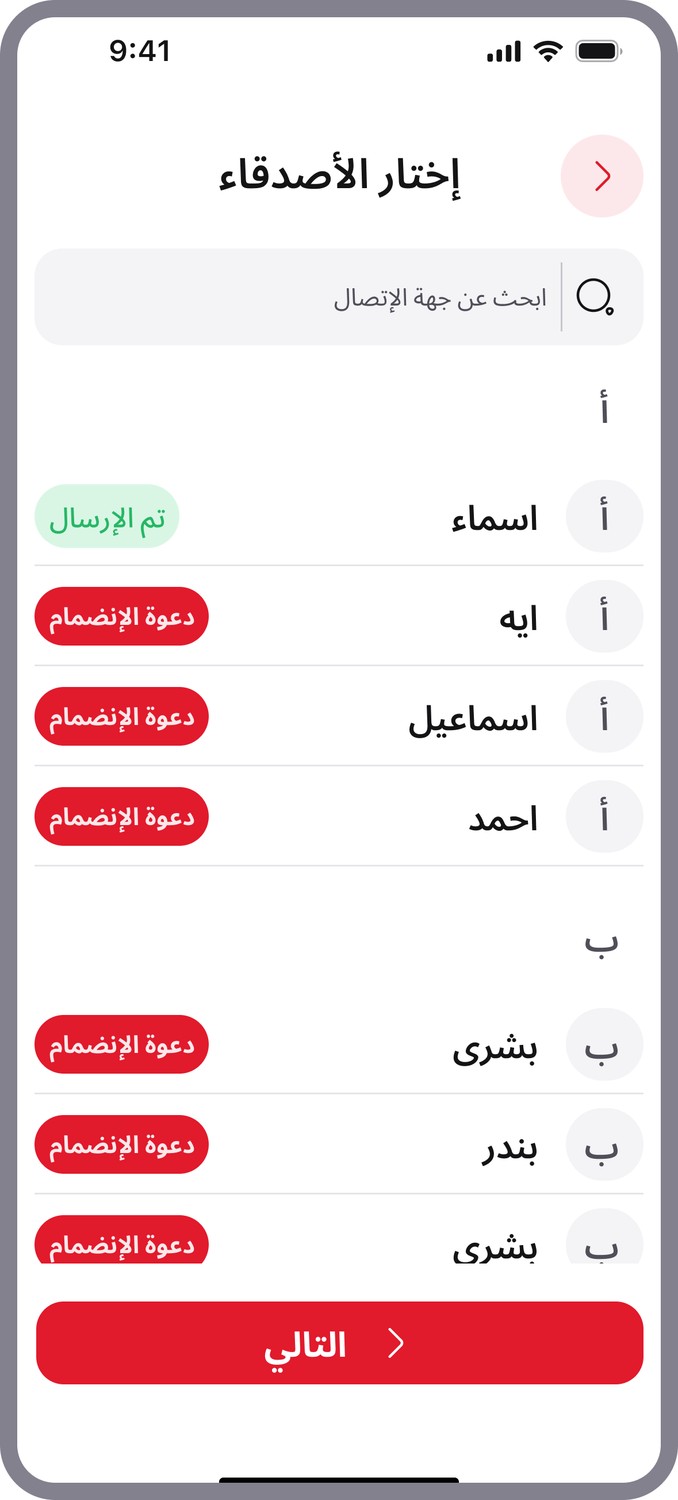 9:41
إختار الأصدقاء
ابحث عن جهة الإتصال
أ
أ اسماء تم الإرسال
أ ايه دعوة الإنضمام
أ اسماعيل دعوة الإنضمام
أ احمد دعوة الإنضمام
ب
ب بشرى دعوة الإنضمام
ب بندر دعوة الإنضمام
ب بشرى دعوة الإنضمام
التالي